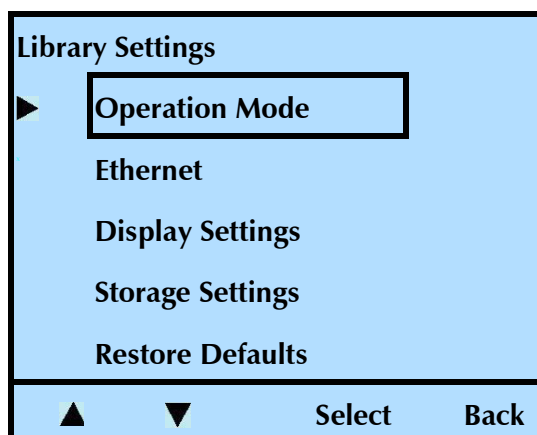 Library Settings
Operation Mode
Ethernet
Display Settings
Storage Settings
Restore Defaults
Select Back